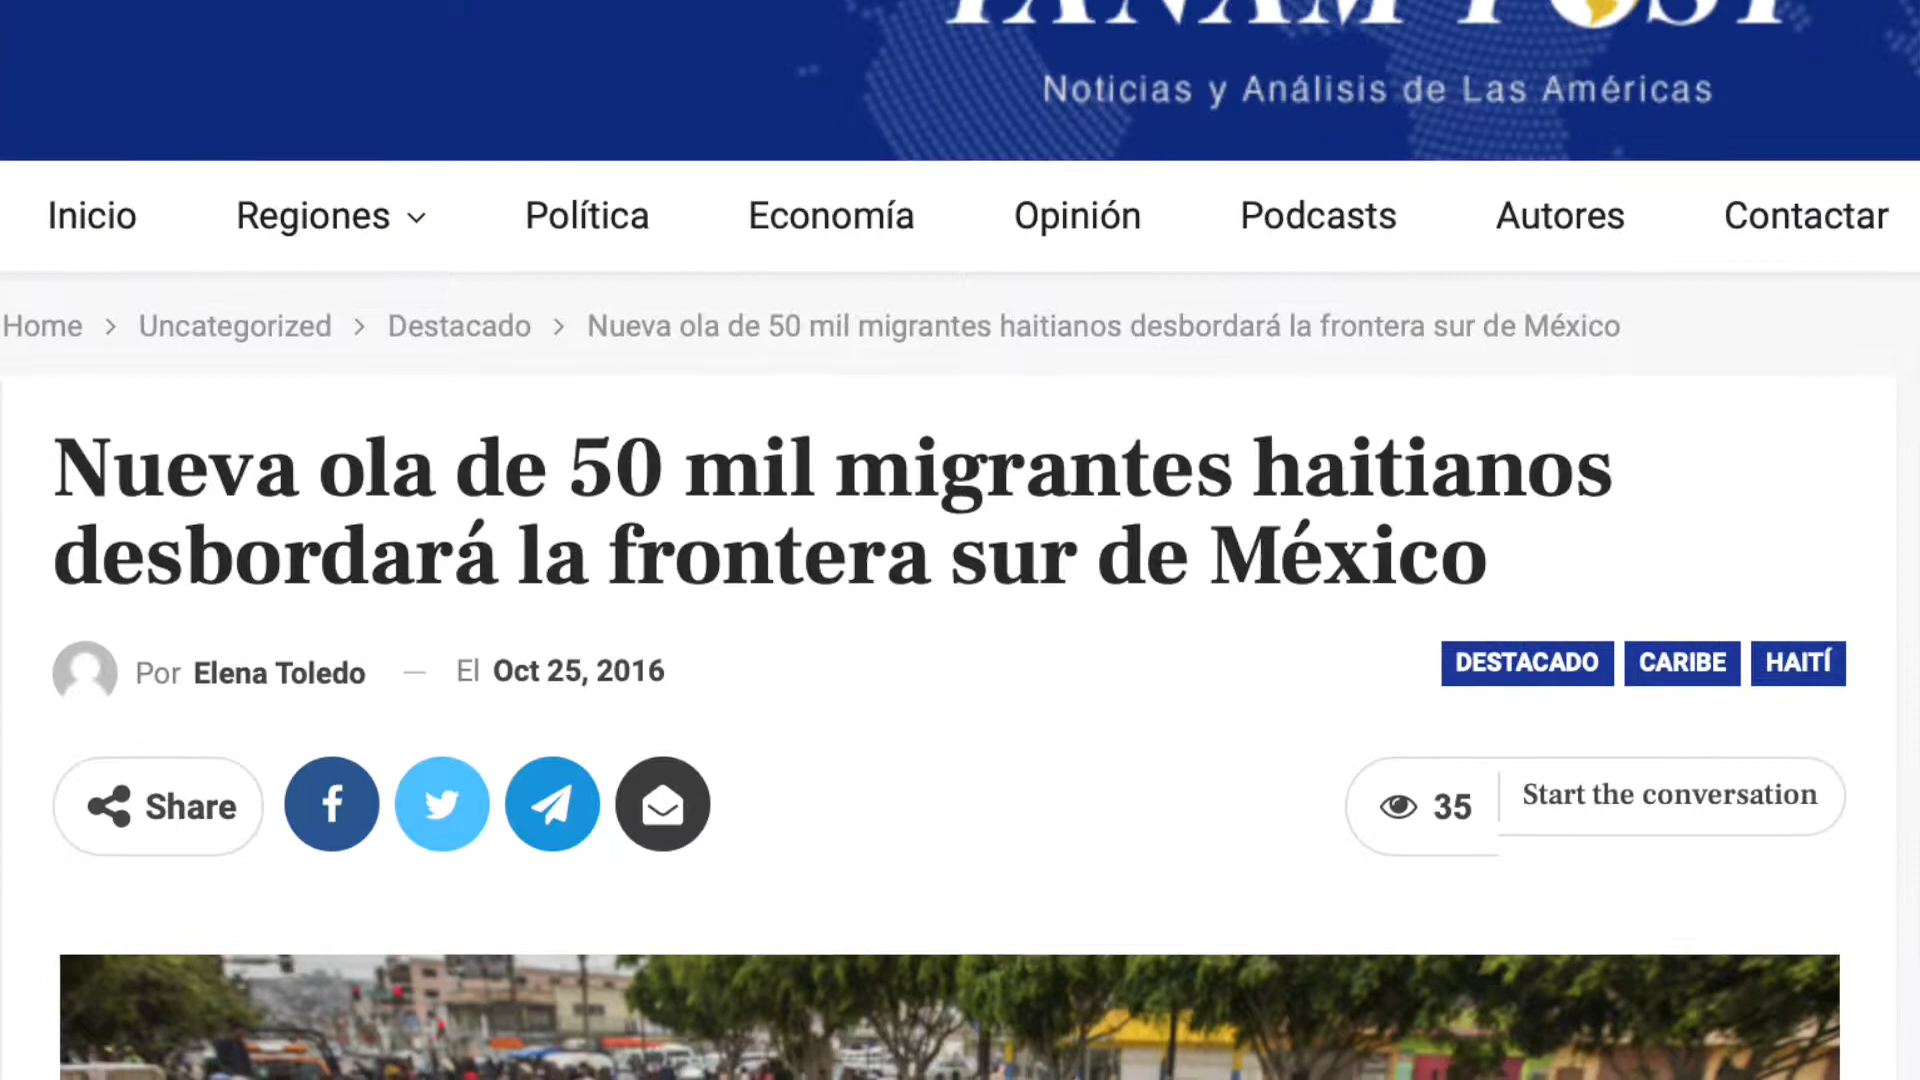 PANAM POST
Noticias y Análisis de Las Américas
Inicio Regiones Política Economía Opinión Podcasts Autores Contactar
Home > Uncategorized > Destacado > Nueva ola de 50 mil migrantes haitianos desbordará la frontera sur de México
Nueva ola de 50 mil migrantes haitianos
desbordará la frontera sur de México
Por Elena Toledo — El Oct 25, 2016
DESTACADO CARIBE HAITÍ
Share
35 Start the conversation